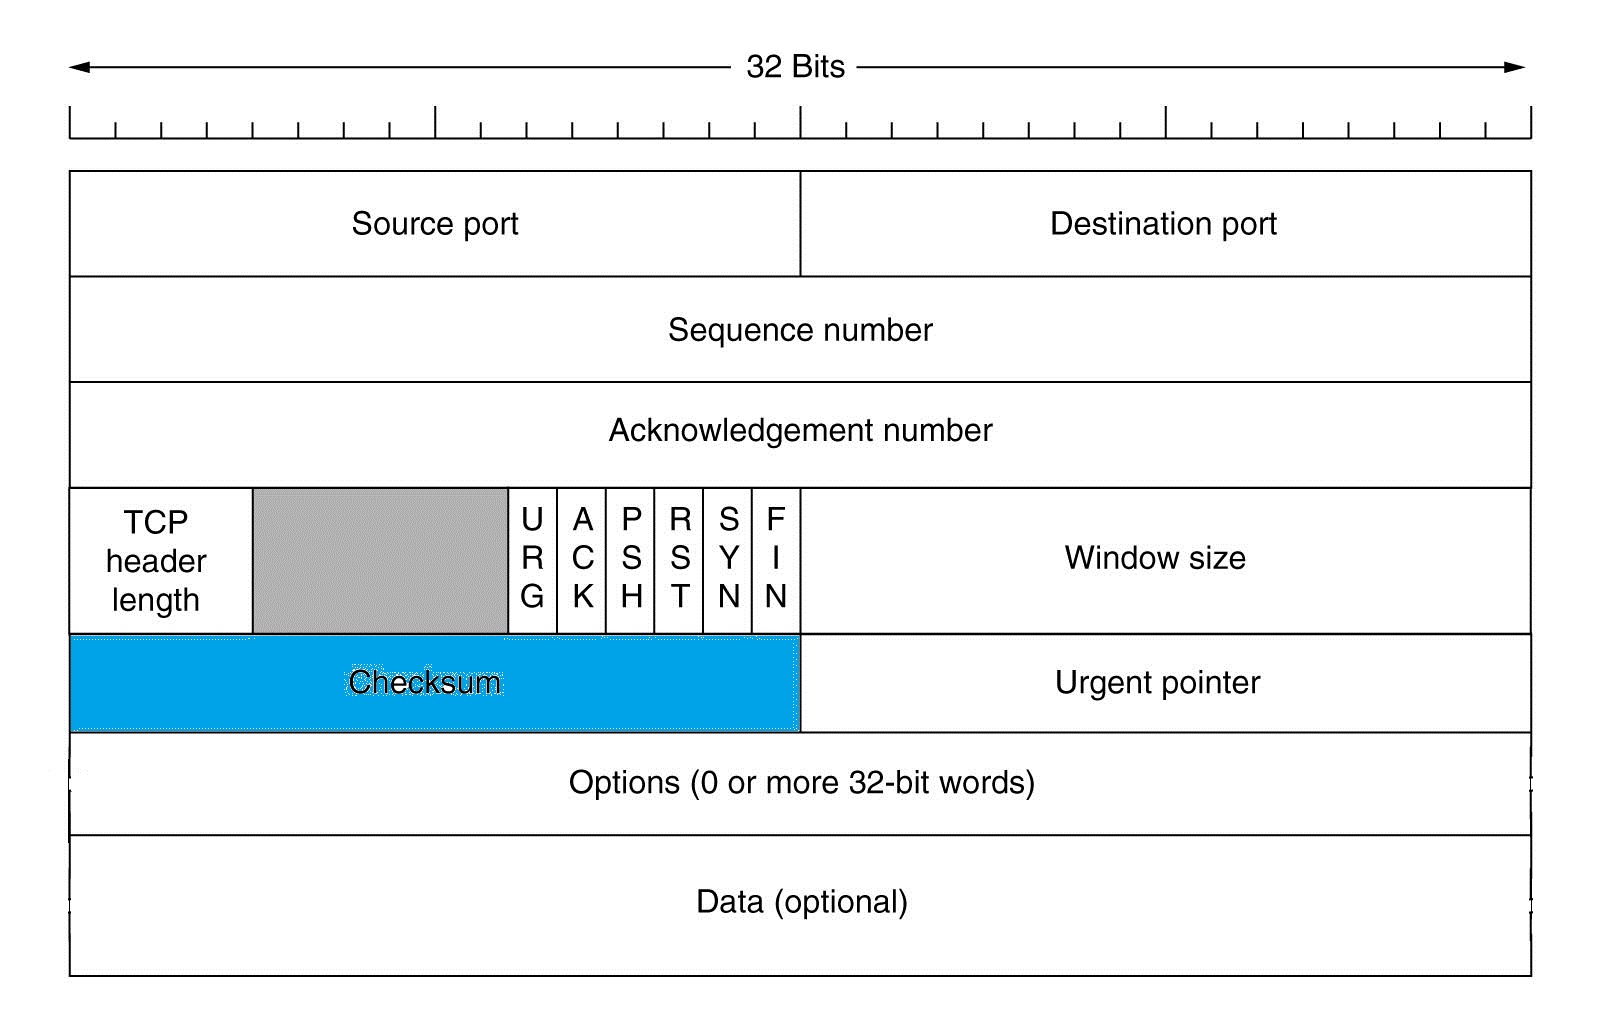 32 Bits
Source port
Destination port
Sequence number
Acknowledgement number
TCP
header
length
URG
ACK
PSH
RST
SYN
FIN
Window size
Checksum
Urgent pointer
Options (0 or more 32-bit words)
Data (optional)